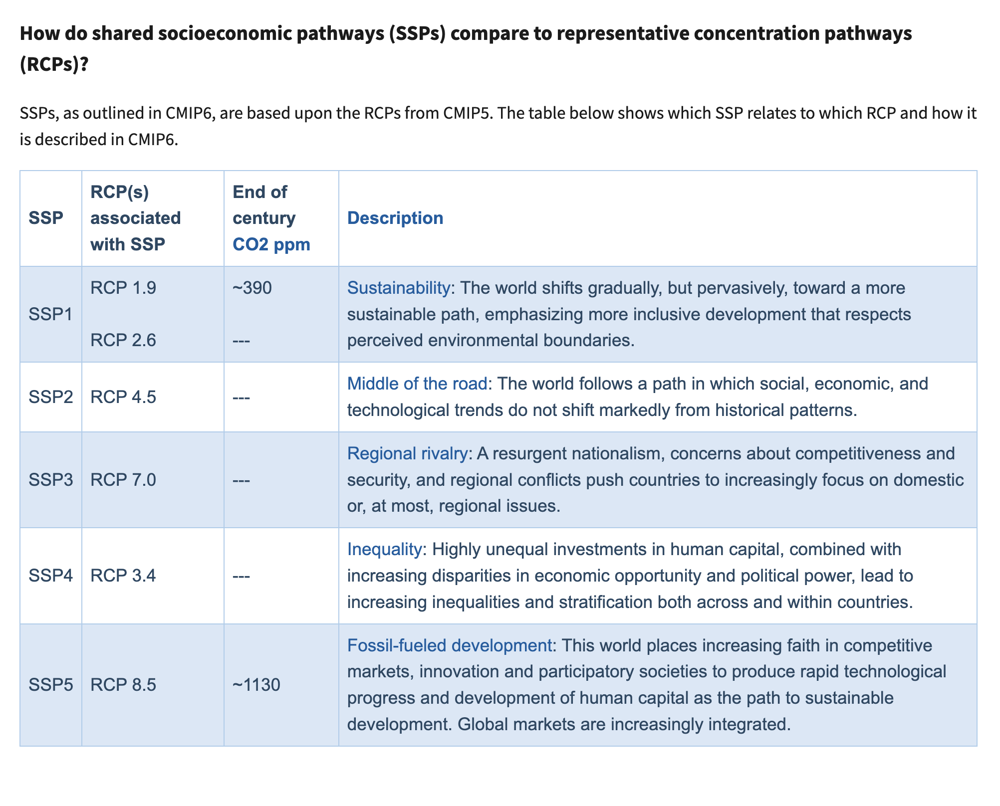 How do shared socioeconomic pathways (SSPs) compare to representative concentration pathways
(RCPs)?
SSPs, as outlined in CMIP6, are based upon the RCPs from CMIP5. The table below shows which SSP relates to which RCP and how it
is described in CMIP6.
SSP
RCP(s)
associated
with SSP
End of
century
CO2 ppm
Description
SSP1
RCP 1.9
RCP 2.6
~390
---
Sustainability: The world shifts gradually, but pervasively, toward a more
sustainable path, emphasizing more inclusive development that respects
perceived environmental boundaries.
SSP2
RCP 4.5
---
Middle of the road: The world follows a path in which social, economic, and
technological trends do not shift markedly from historical patterns.
SSP3
RCP 7.0
---
Regional rivalry: A resurgent nationalism, concerns about competitiveness and
security, and regional conflicts push countries to increasingly focus on domestic
or, at most, regional issues.
SSP4
RCP 3.4
---
Inequality: Highly unequal investments in human capital, combined with
increasing disparities in economic opportunity and political power, lead to
increasing inequalities and stratification both across and within countries.
SSP5
RCP 8.5
~1130
Fossil-fueled development: This world places increasing faith in competitive
markets, innovation and participatory societies to produce rapid technological
progress and development of human capital as the path to sustainable
development. Global markets are increasingly integrated.